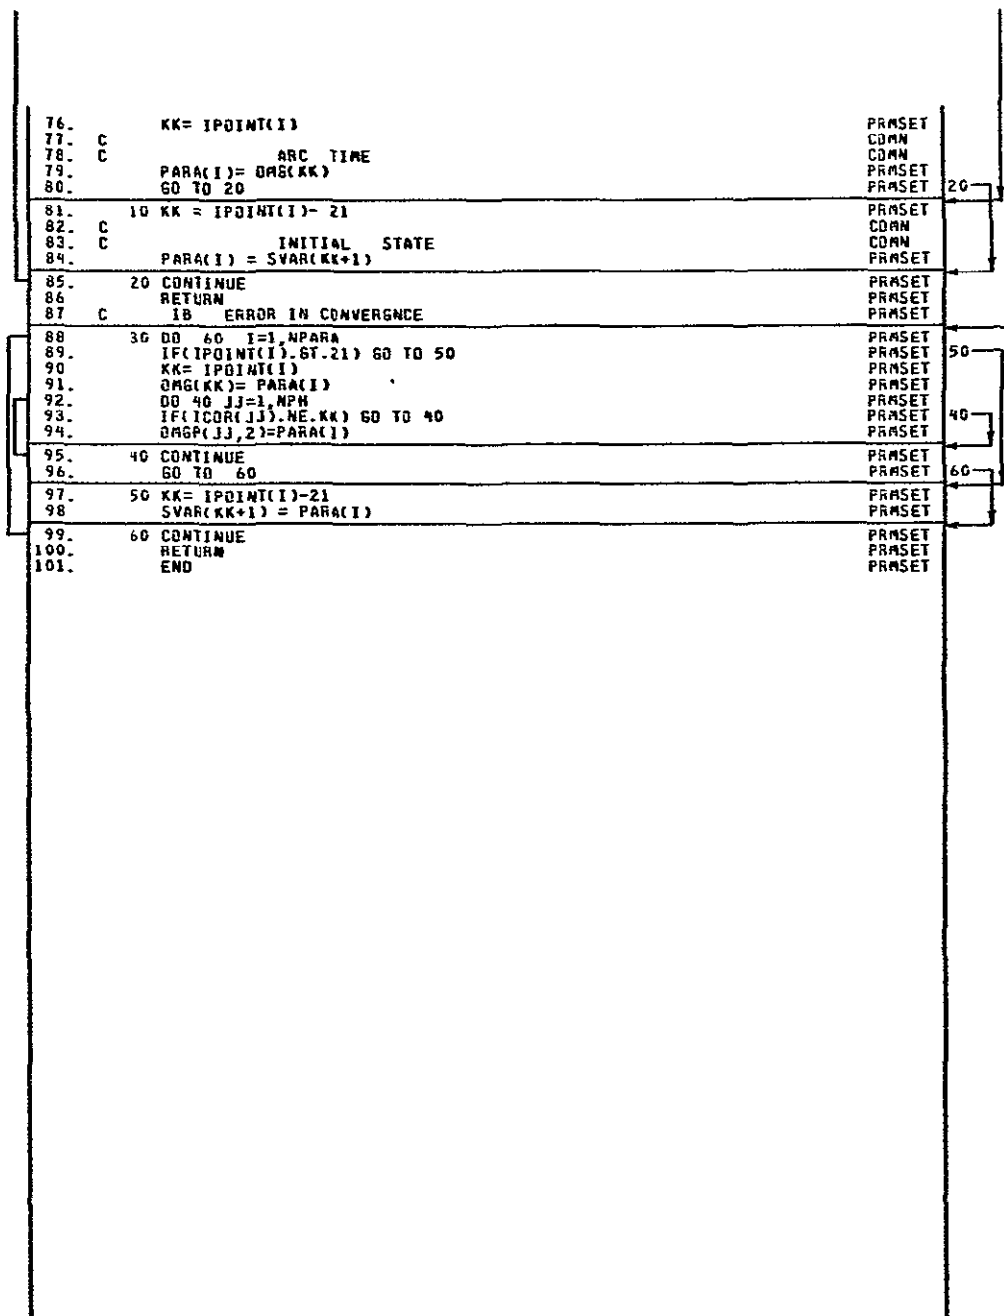 76. KK= IPOINT(I) PRMSET
77. C COMN
78. C ARC TIME COMN
79. PARA(I)= OMG(KK) PRMSET
80. GO TO 20 PRMSET 20
81. 10 KK = IPOINT(I)- 21 PRMSET
82. C COMN
83. C INITIAL STATE COMN
84. PARA(I) = SVAR(KK+1) PRMSET
85. 20 CONTINUE PRMSET
86 RETURN PRMSET
87 C IB ERROR IN CONVERGNCE PRMSET
88 30 DO 60 I=1,NPARA PRMSET
89. IF(IPOINT(I).GT.21) GO TO 50 PRMSET 50
90 KK= IPOINT(I) PRMSET
91. OMG(KK)= PARA(I) PRMSET
92. DO 40 JJ=1,NPH PRMSET
93. IF(ICOR(JJ).NE.KK) GO TO 40 PRMSET 40
94. OMGP(JJ,2)=PARA(I) PRMSET
95. 40 CONTINUE PRMSET
96. GO TO 60 PRMSET 60
97. 50 KK= IPOINT(I)-21 PRMSET
98 SVAR(KK+1) = PARA(I) PRMSET
99. 60 CONTINUE PRMSET
100. RETURN PRMSET
101. END PRMSET